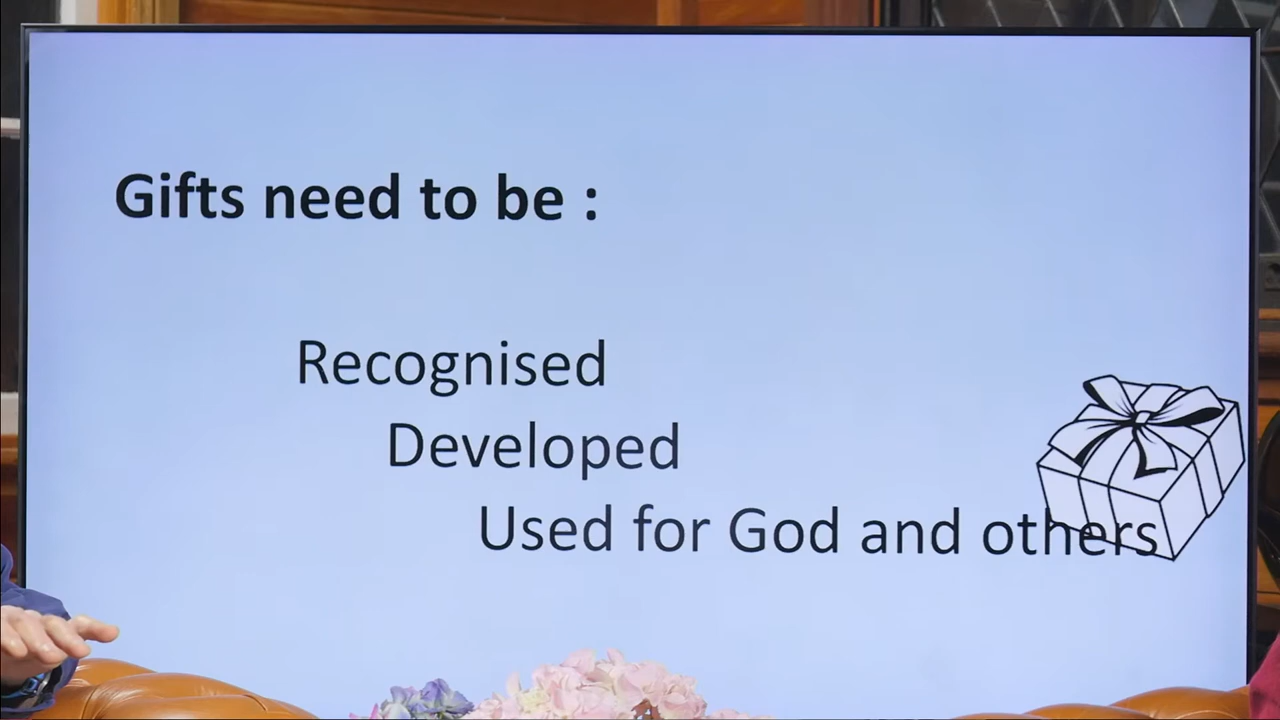 Gifts need to be :
Recognised
Developed
Used for God and others